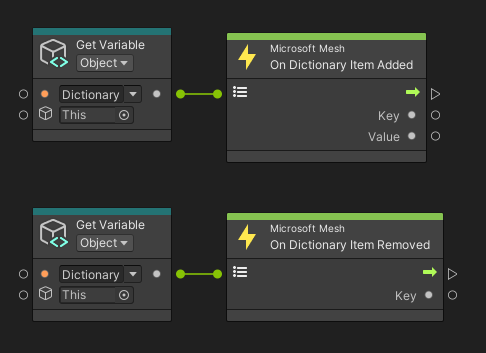 Get Variable
Object
Dictionary
This
Microsoft Mesh
On Dictionary Item Added
Key
Value
Get Variable
Object
Dictionary
This
Microsoft Mesh
On Dictionary Item Removed
Key